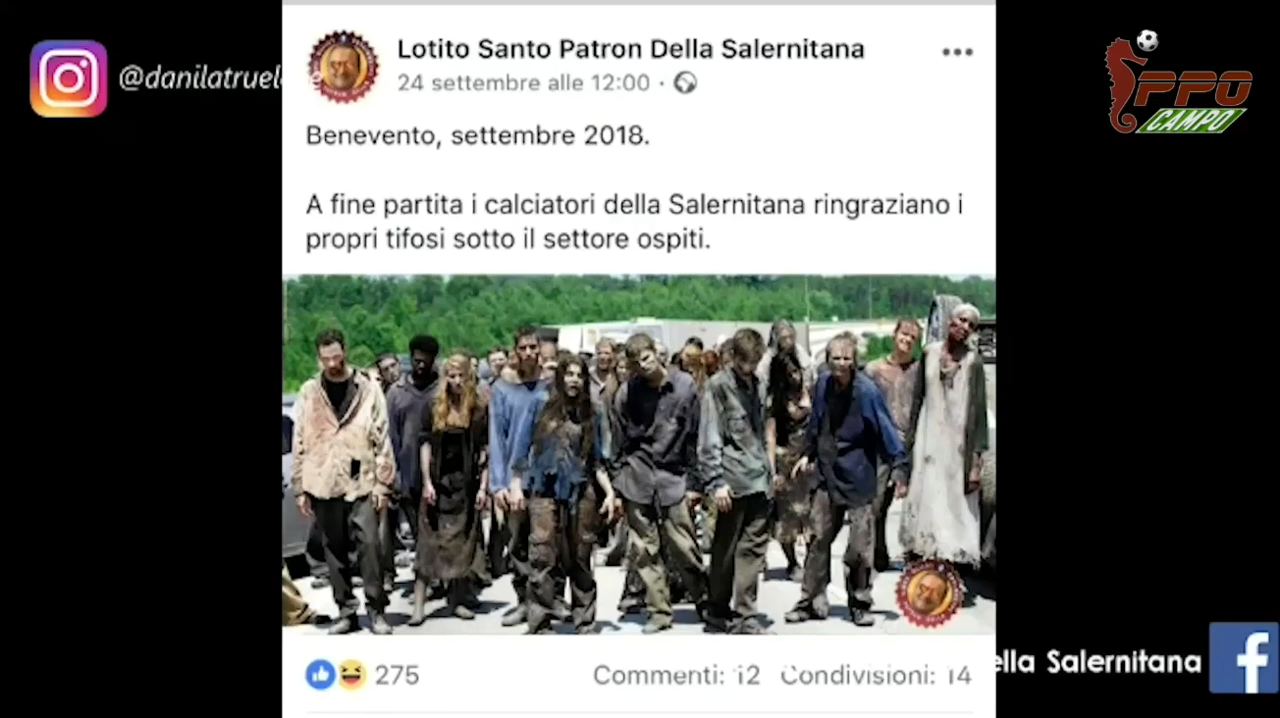 Lotito Santo Patron Della Salernitana
24 settembre alle 12:00
Benevento, settembre 2018.
A fine partita i calciatori della Salernitana ringraziano i
propri tifosi sotto il settore ospiti.
275
Commenti: 12 Condivisioni: 14
@danilatruel
IPPO
CAMPO
ella Salernitana